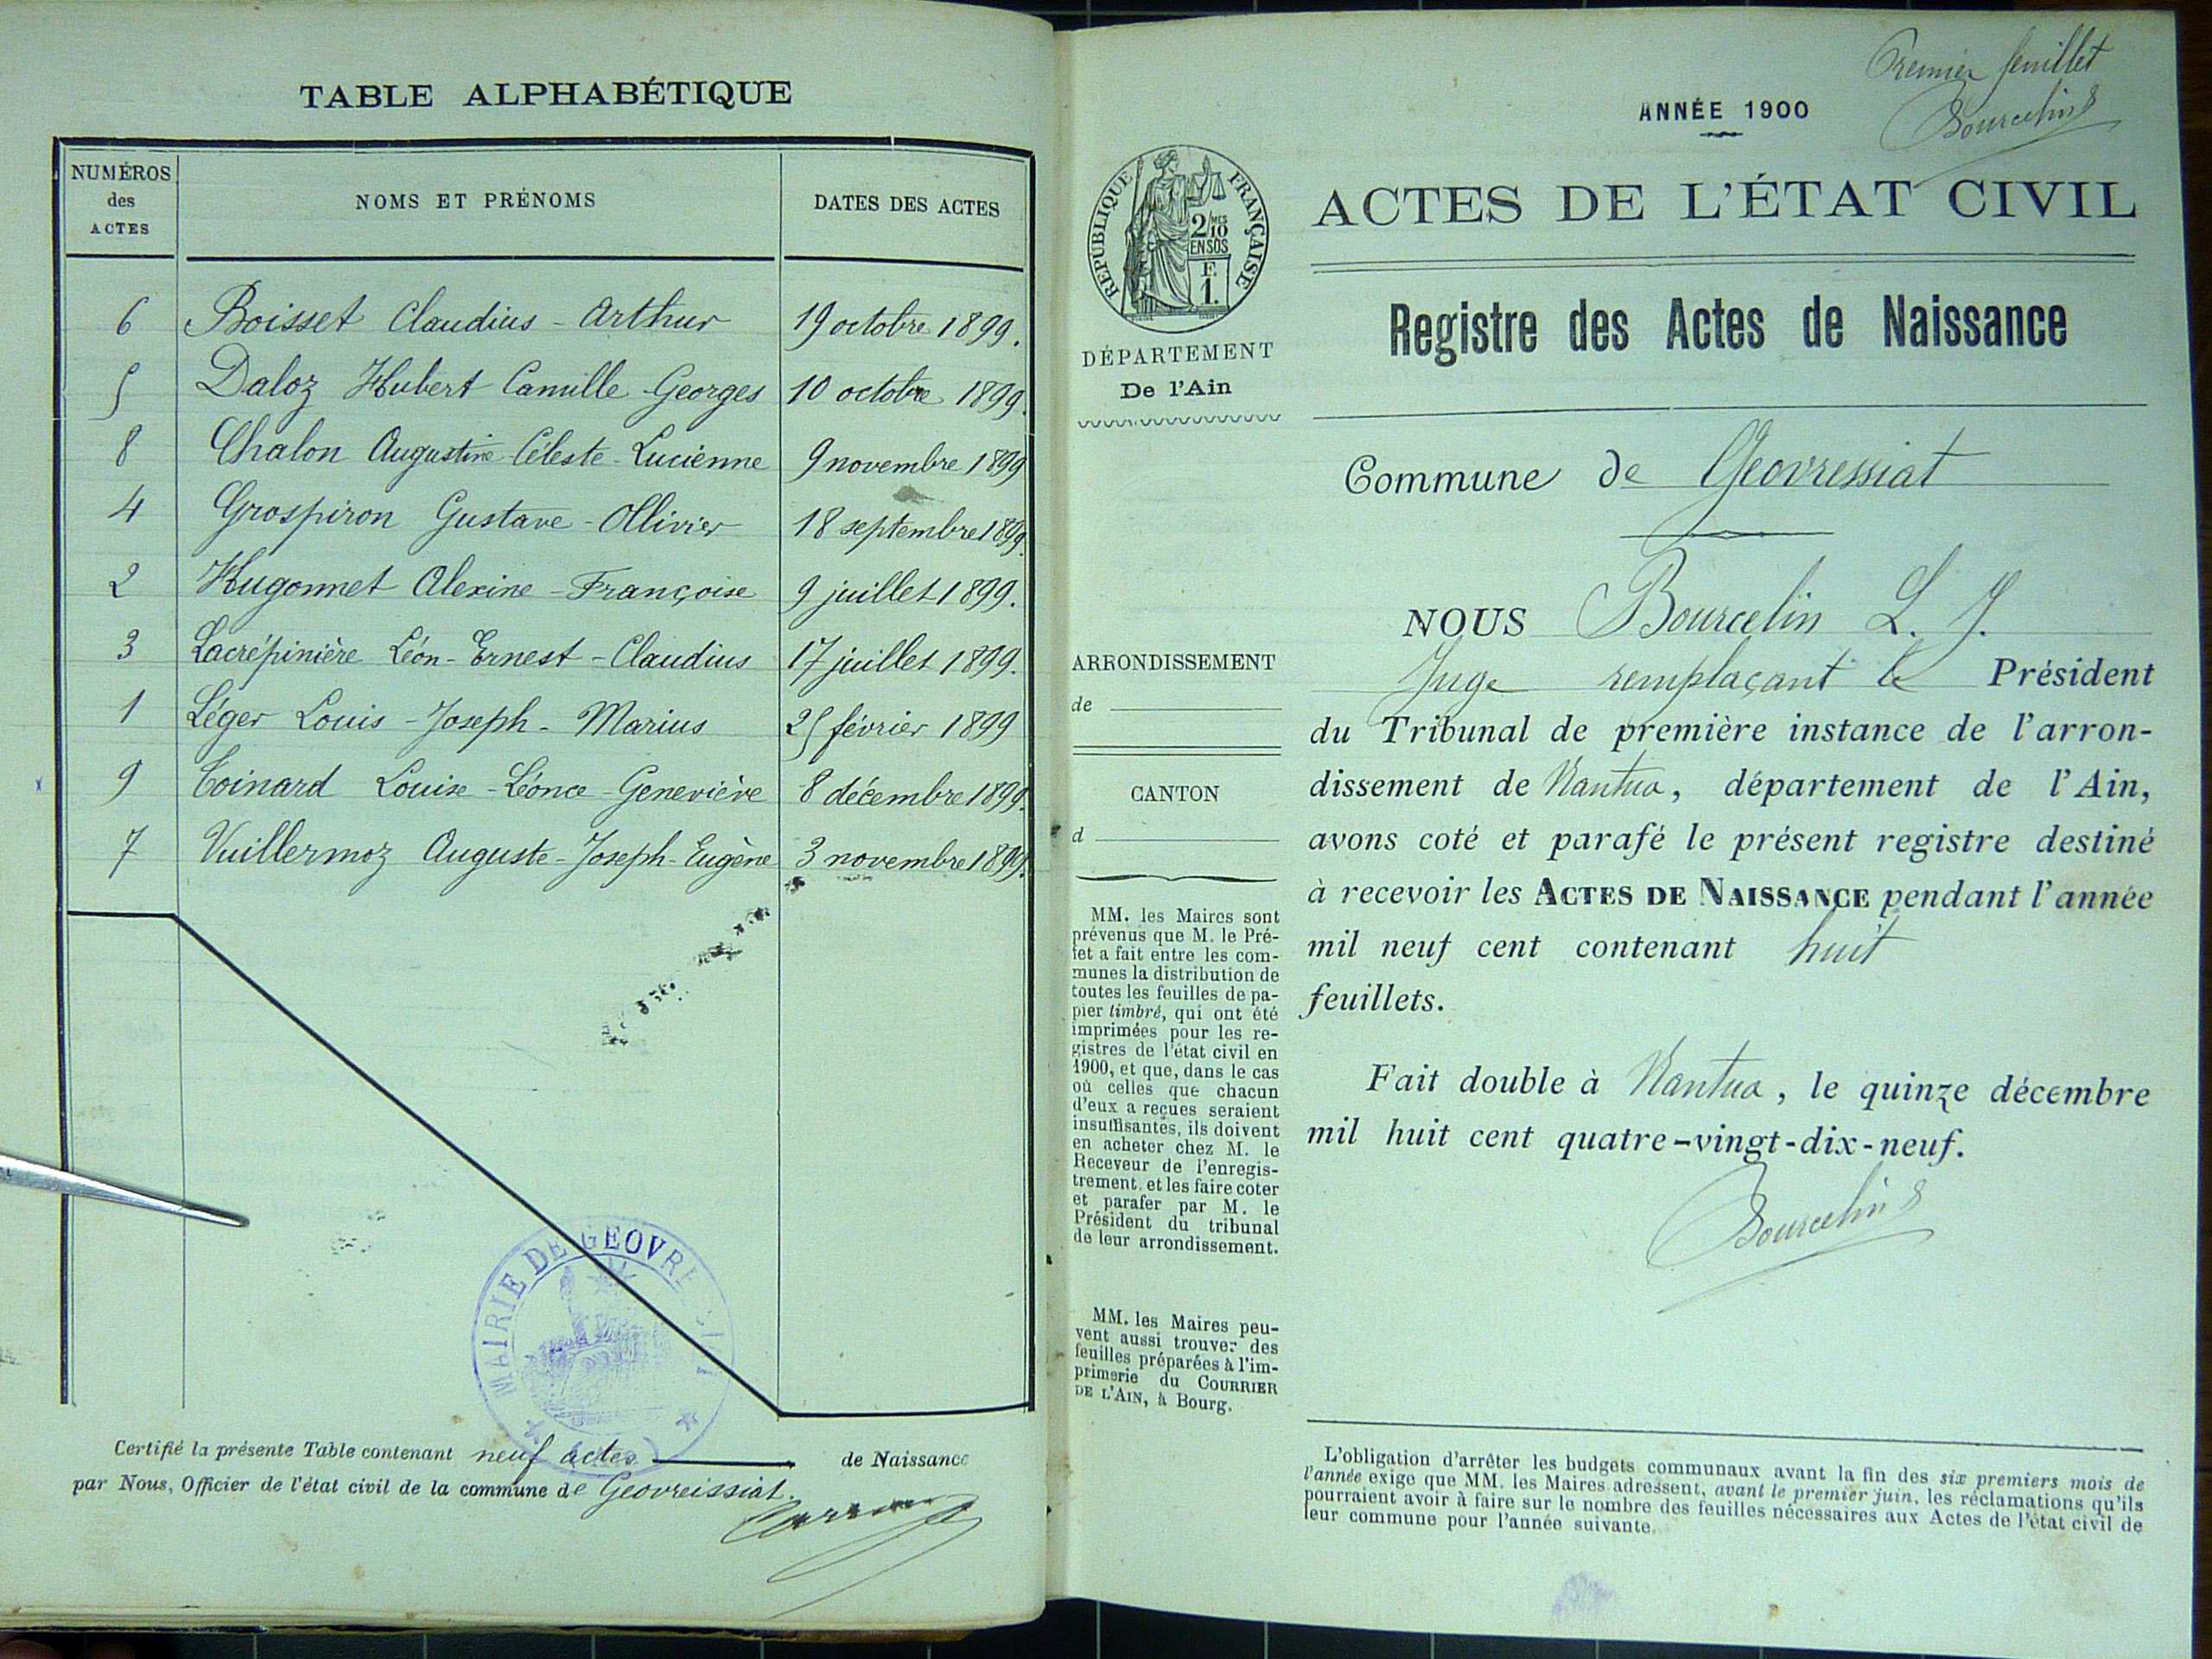 TABLE ALPHABÉTIQUE
NUMÉROS des ACTES
NOMS ET PRÉNOMS
DATES DES ACTES
6 Boisset Claudius - Arthur 19 octobre 1899.
5 Daloz Hubert Camille - Georges 10 octobre 1899.
8 Chalon Augustine Céleste - Lucienne 9 novembre 1899
4 Grospiron Gustave - Ollivier 18 septembre 1899.
2 Hugonnet Alexine - Françoise 9 juillet 1899.
3 Lacrépinière Léon - Ernest - Claudius 17 juillet 1899.
1 Léger Louis - Joseph - Marius 25 février 1899
9 Coinard Louise - Léonce - Geneviève 8 décembre 1899.
7 Vuillermoz Auguste - Joseph - Eugène 3 novembre 1899.
MAIRIE DE GEOVRE
Certifié la présente Table contenant neuf actes de Naissance
par Nous, Officier de l'état civil de la commune de Geovreissiat.
Premier feuillet
Bourcelin
ANNÉE 1900
RÉPUBLIQUE FRANÇAISE
2/10 MES
EN SUS
F.
1.
DÉPARTEMENT
De l'Ain
ARRONDISSEMENT
de
CANTON
d
MM. les Maires sont
prévenus que M. le Pré-
fet a fait entre les com-
munes la distribution de
toutes les feuilles de pa-
pier timbré, qui ont été
imprimées pour les re-
gistres de l'état civil en
1900, et que, dans le cas
où celles que chacun
d'eux a reçues seraient
insuffisantes, ils doivent
en acheter chez M. le
Receveur de l'enregis-
trement, et les faire coter
et parafer par M. le
Président du tribunal
de leur arrondissement.
MM. les Maires peu-
vent aussi trouver des
feuilles préparées à l'im-
primerie du COURRIER
DE L'AIN, à Bourg.
ACTES DE L'ÉTAT CIVIL
Registre des Actes de Naissance
Commune de Geovressiat
NOUS Bourcelin L. J.
Juge remplaçant le Président
du Tribunal de première instance de l'arron-
dissement de Nantua, département de l'Ain,
avons coté et parafé le présent registre destiné
à recevoir les ACTES DE NAISSANCE pendant l'année
mil neuf cent contenant huit
feuillets.
Fait double à Nantua, le quinze décembre
mil huit cent quatre-vingt-dix-neuf.
Bourcelin
L'obligation d'arrêter les budgets communaux avant la fin des six premiers mois de
l'année exige que MM. les Maires adressent, avant le premier juin, les réclamations qu'ils
pourraient avoir à faire sur le nombre des feuilles nécessaires aux Actes de l'état civil de
leur commune pour l'année suivante.